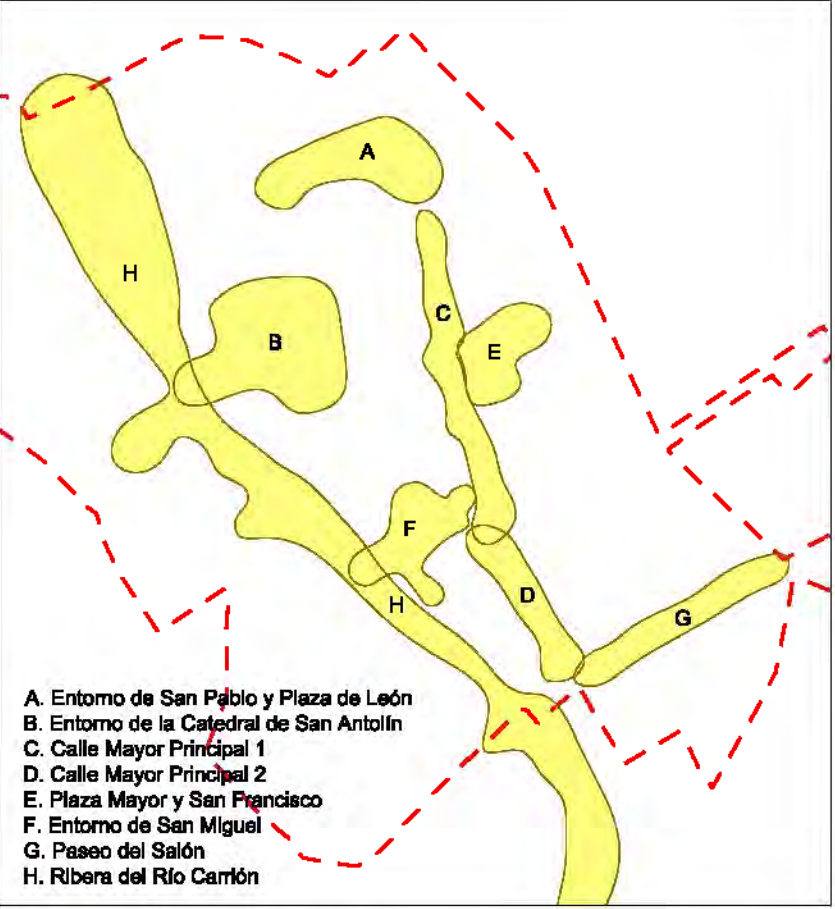 A
H
C
B
E
F
D
H
G
A. Entorno de San Pablo y Plaza de León
B. Entorno de la Catedral de San Antolín
C. Calle Mayor Principal 1
D. Calle Mayor Principal 2
E. Plaza Mayor y San Francisco
F. Entorno de San Miguel
G. Paseo del Salón
H. Ribera del Río Carrión